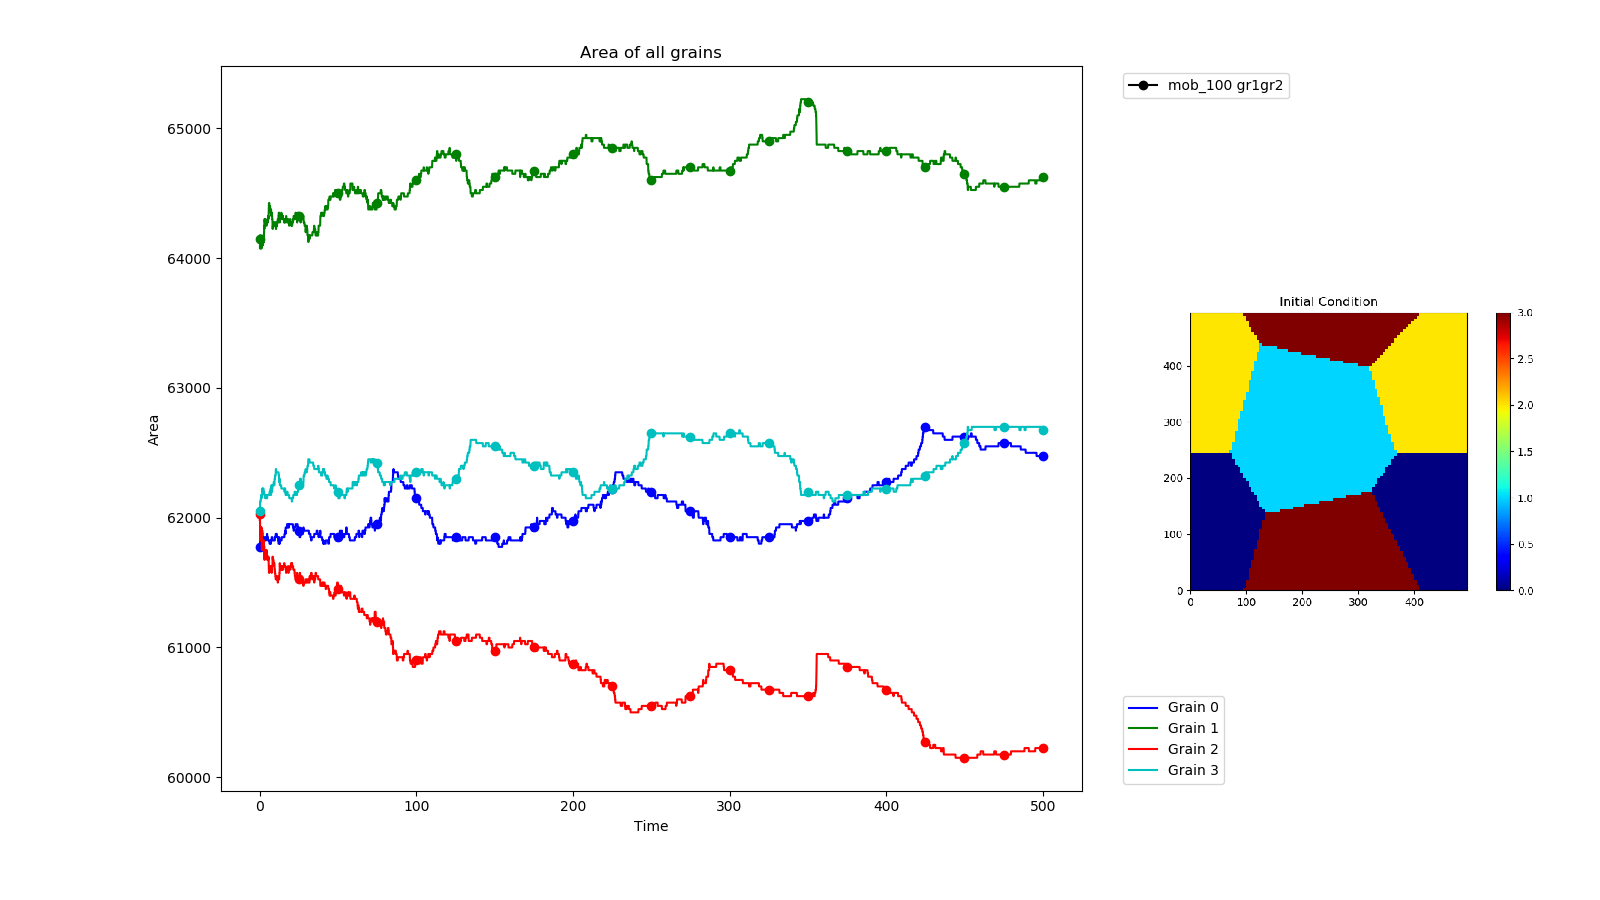 Area of all grains
mob_100 gr1gr2
65000
64000
63000
62000
61000
60000
Area
0 100 200 300 400 500
Time
Initial Condition
400
300
200
100
0
0 100 200 300 400
3.0
2.5
2.0
1.5
1.0
0.5
0.0
Grain 0
Grain 1
Grain 2
Grain 3